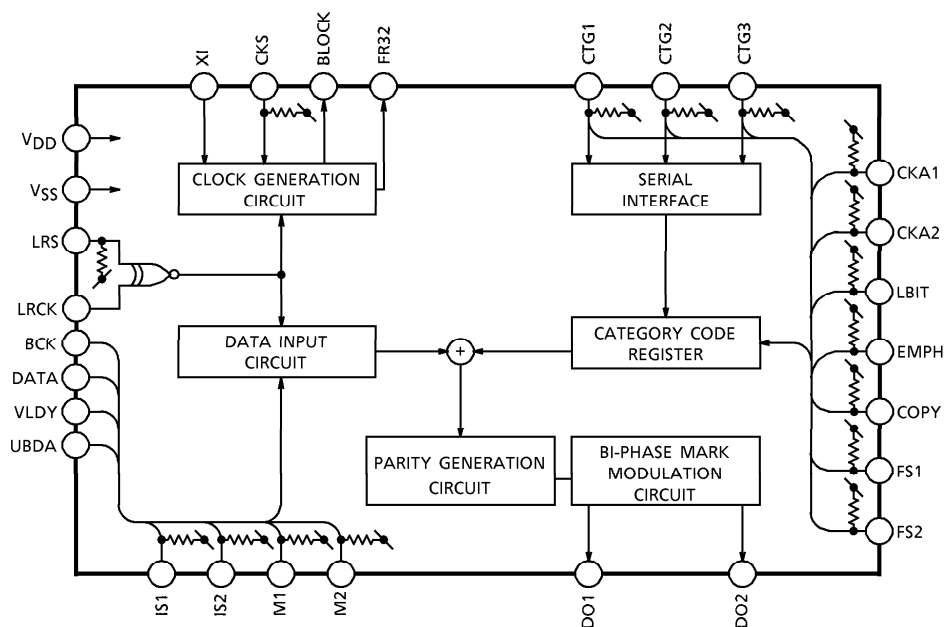 XI
CKS
BLOCK
FR32
CTG1
CTG2
CTG3
VDD
VSS
LRS
LRCK
BCK
DATA
VLDY
UBDA
CLOCK GENERATION
CIRCUIT
SERIAL
INTERFACE
DATA INPUT
CIRCUIT
+
CATEGORY CODE
REGISTER
PARITY GENERATION
CIRCUIT
BI-PHASE MARK
MODULATION
CIRCUIT
CKA1
CKA2
LBIT
EMPH
COPY
FS1
FS2
IS1
IS2
M1
M2
DO1
DO2